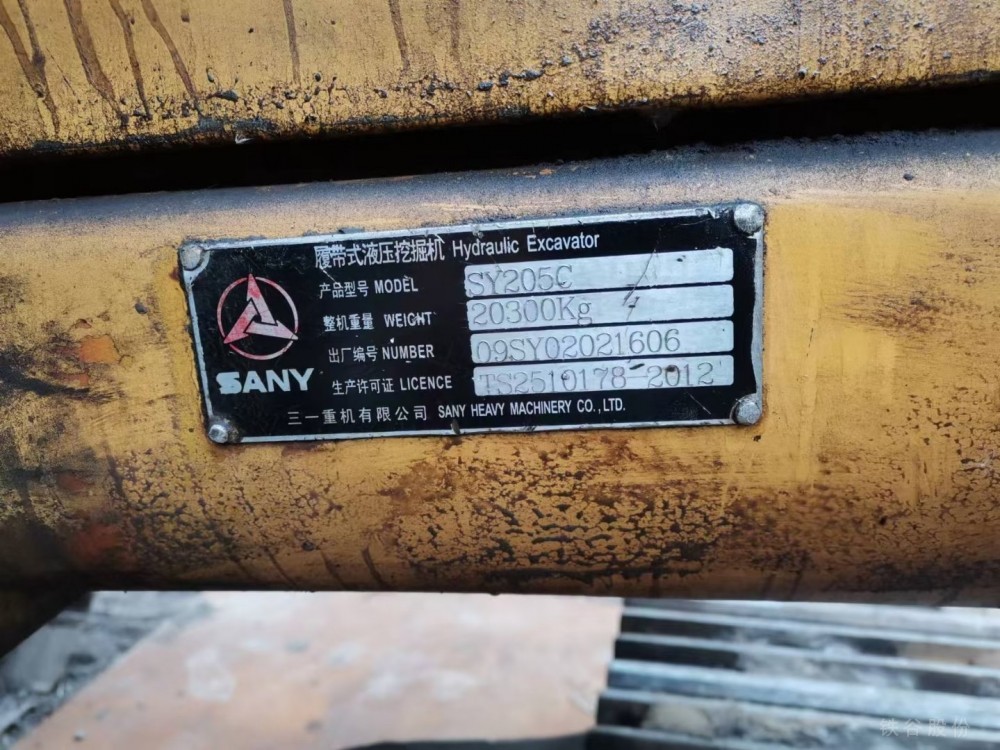 履带式液压挖掘机 Hydraulic Excavator
产品型号 MODEL SY205C
整机重量 WEIGHT 20300Kg
出厂编号 NUMBER 09SY02021606
生产许可证 LICENCE TS2510178-2012
SANY
三一重机有限公司 SANY HEAVY MACHINERY CO.,LTD.
铁谷股份